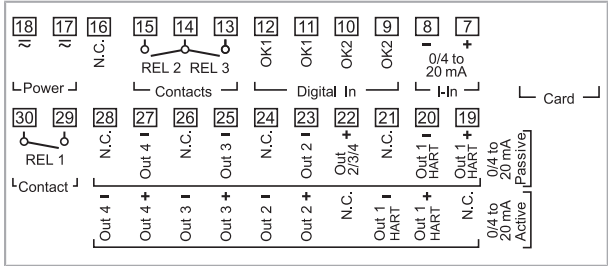 18 17 16 15 14 13 12 11 10 9 8 7
≂ ≂ N.C. OK1 OK1 OK2 OK2 − +
0/4 to
20 mA
REL 2 REL 3
Power Contacts Digital In I-In Card
30 29 28 27 26 25 24 23 22 21 20 19
N.C. Out 4 − N.C. Out 3 − N.C. Out 2 − Out 2/3/4 + N.C. Out 1 − HART Out 1 + HART 0/4 to 20 mA Passive
REL 1
Contact
Out 4 − Out 4 + Out 3 − Out 3 + Out 2 − Out 2 + N.C. Out 1 − HART Out 1 + HART N.C. 0/4 to 20 mA Active